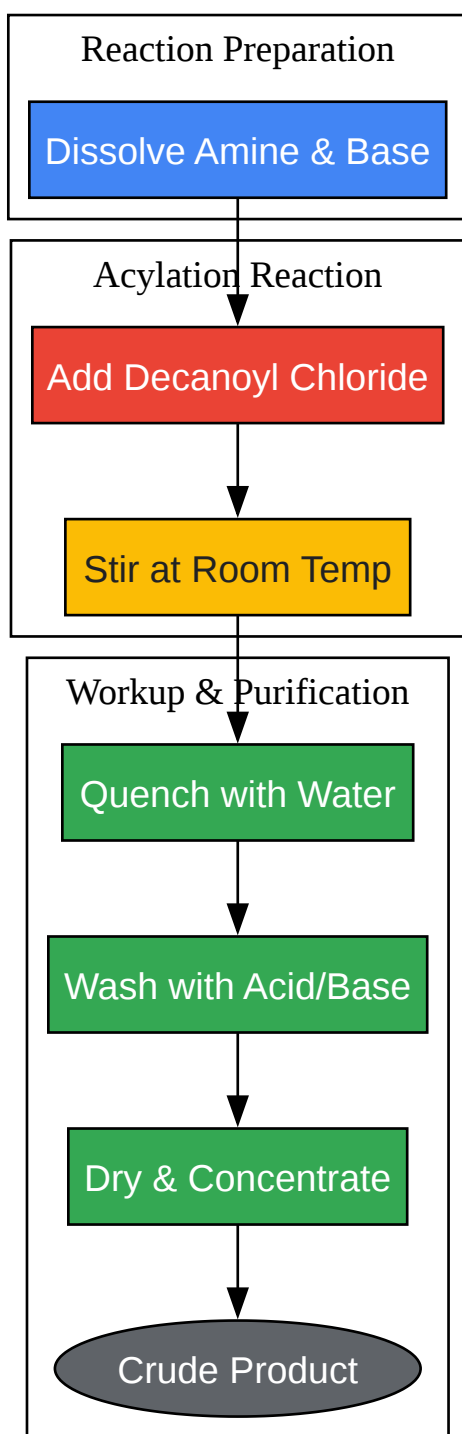 Reaction Preparation
Dissolve Amine & Base
Acylation Reaction
Add Decanoyl Chloride
Stir at Room Temp
Workup & Purification
Quench with Water
Wash with Acid/Base
Dry & Concentrate
Crude Product